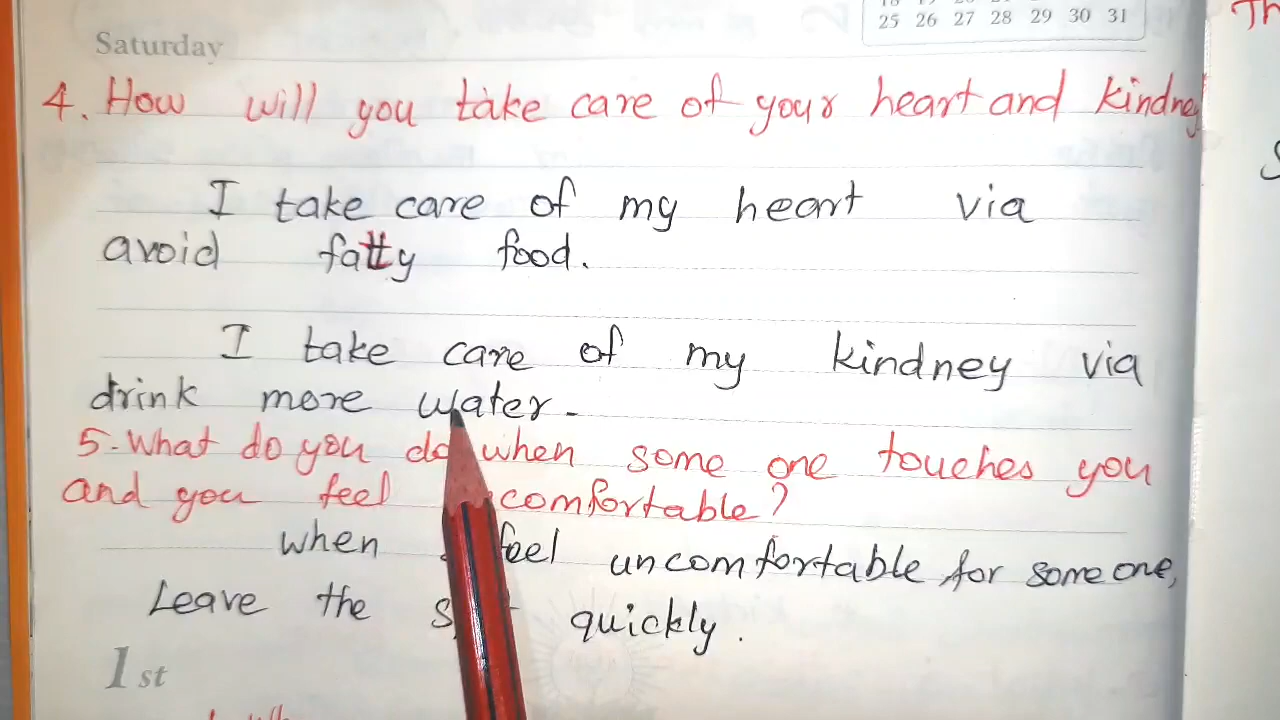 25 26 27 28 29 30 31
Saturday
Th
4. How will you take care of your heart and kindney
I take care of my heart via
avoid fatty food.
I take care of my kindney via
drink more water.
5. What do you do when some one touches you
and you feel comfortable?
when feel uncomfortable for some one,
Leave the quickly.
1st